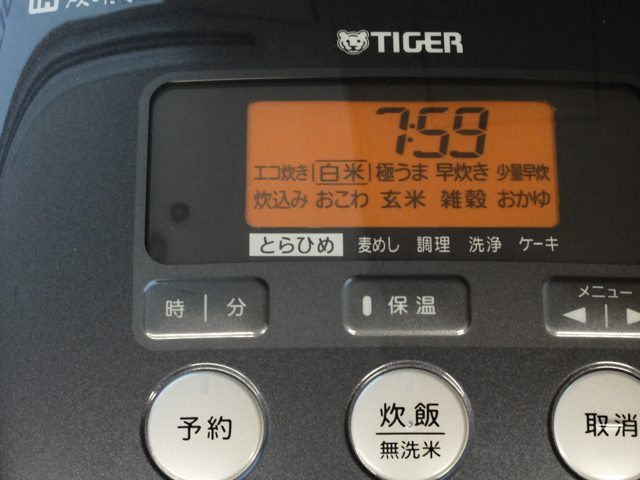 TIGER
7:59
エコ炊き 白米 極うま 早炊き 少量早炊
炊込み おこわ 玄米 雑穀 おかゆ
とらひめ 麦めし 調理 洗浄 ケーキ
時 | 分
保温
メニュー
◀ | ▶
予約
炊飯
無洗米
取消